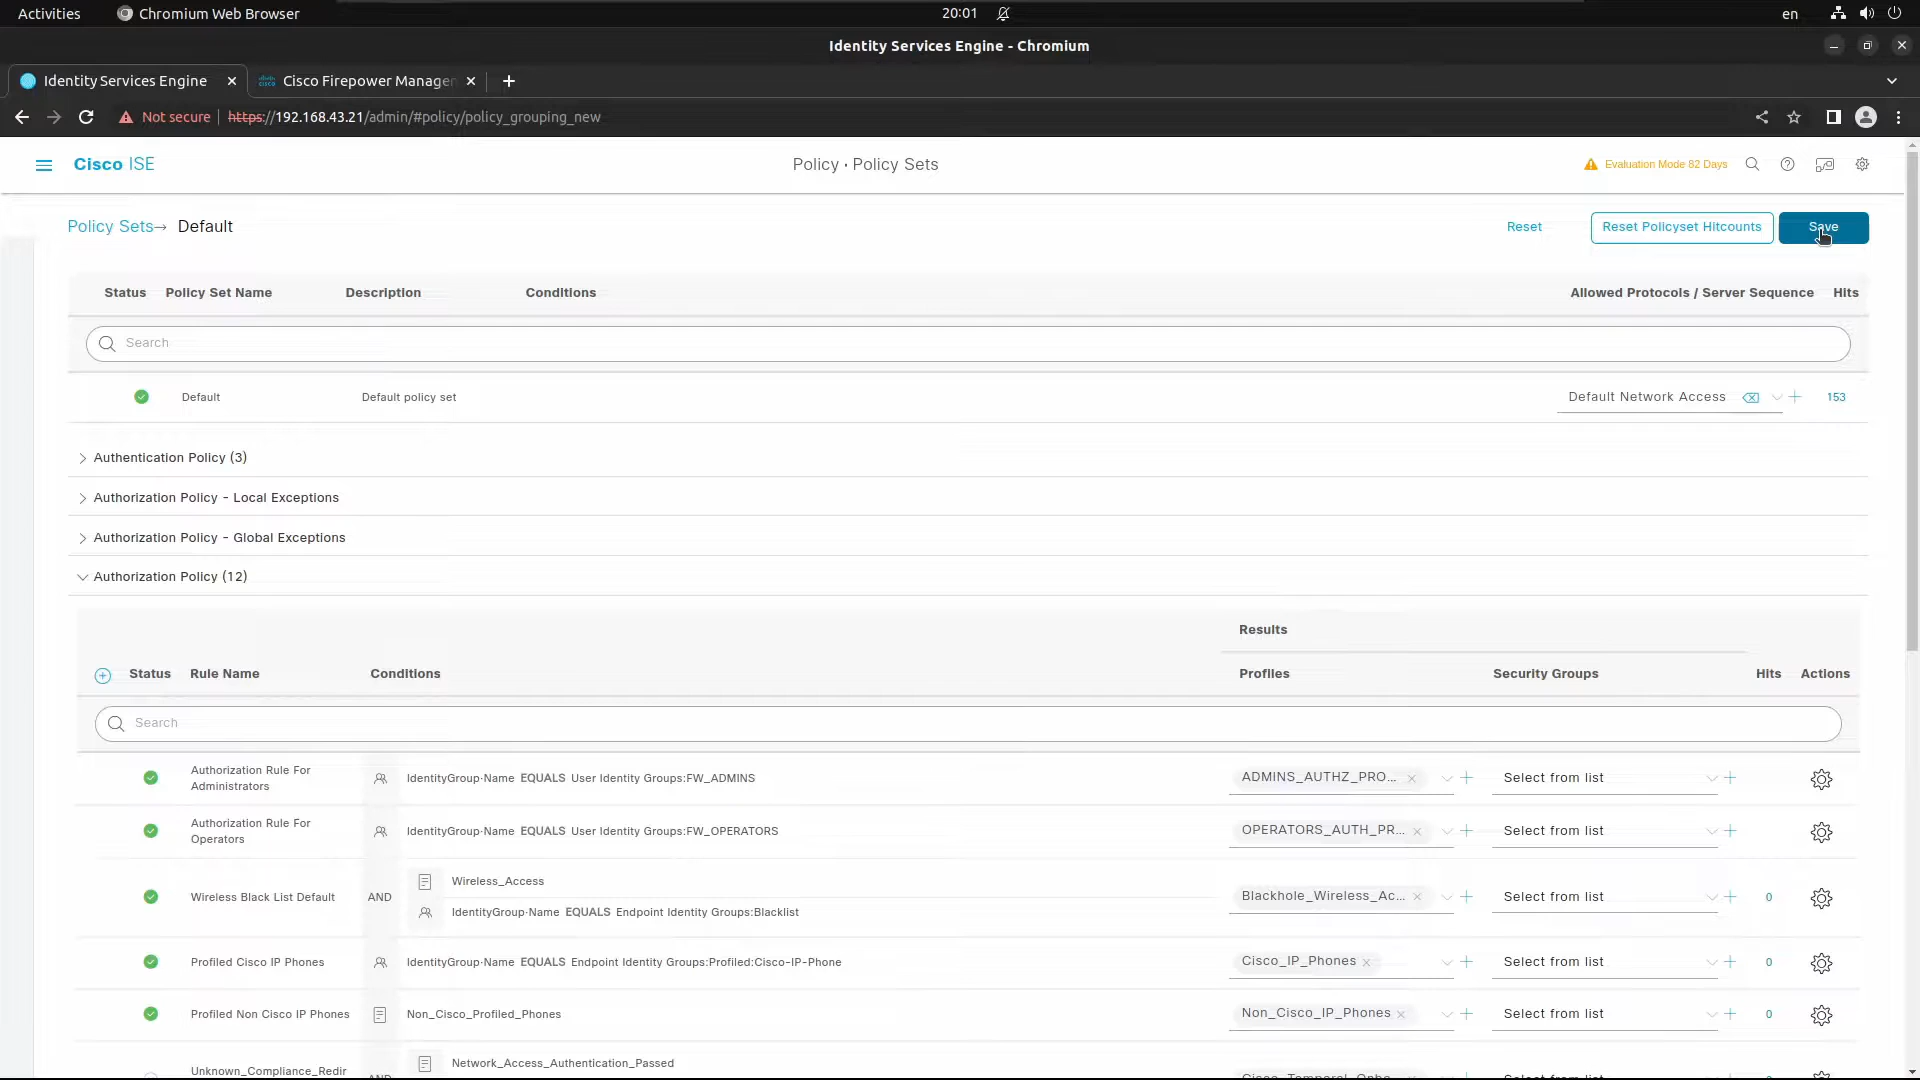 Activities
Chromium Web Browser
20:01
en
Identity Services Engine - Chromium
Identity Services Engine
Cisco Firepower Manager
Not secure
https://192.168.43.21/admin/#policy/policy_grouping_new
Cisco ISE
Policy · Policy Sets
Evaluation Mode 82 Days
Policy Sets→ Default
Reset
Reset Policyset Hitcounts
Save
Status Policy Set Name Description Conditions Allowed Protocols / Server Sequence Hits
Search
Default Default policy set Default Network Access 153
Authentication Policy (3)
Authorization Policy - Local Exceptions
Authorization Policy - Global Exceptions
Authorization Policy (12)
Results
Status Rule Name Conditions Profiles Security Groups Hits Actions
Search
Authorization Rule For
Administrators
IdentityGroup·Name EQUALS User Identity Groups:FW_ADMINS
ADMINS_AUTHZ_PRO...
Select from list
Authorization Rule For
Operators
IdentityGroup·Name EQUALS User Identity Groups:FW_OPERATORS
OPERATORS_AUTH_PR...
Select from list
Wireless Black List Default
AND
Wireless_Access
IdentityGroup·Name EQUALS Endpoint Identity Groups:Blacklist
Blackhole_Wireless_Ac...
Select from list
0
Profiled Cisco IP Phones
IdentityGroup·Name EQUALS Endpoint Identity Groups:Profiled:Cisco-IP-Phone
Cisco_IP_Phones
Select from list
0
Profiled Non Cisco IP Phones
Non_Cisco_Profiled_Phones
Non_Cisco_IP_Phones
Select from list
0
Unknown_Compliance_Redir
Network_Access_Authentication_Passed